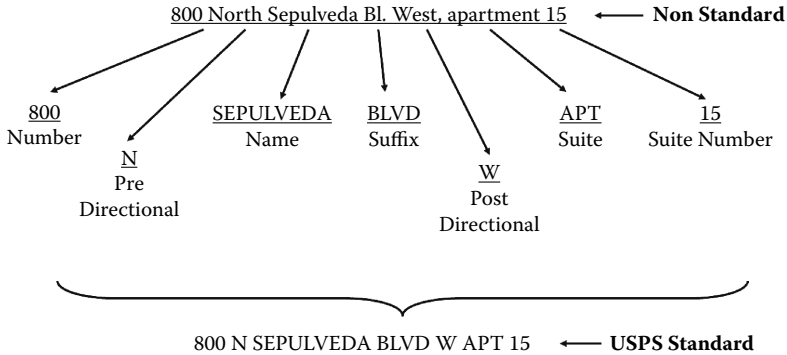 800 North Sepulveda Bl. West, apartment 15 Non Standard
800 SEPULVEDA BLVD APT 15
Number Name Suffix Suite Suite Number
N W
Pre Post
Directional Directional
800 N SEPULVEDA BLVD W APT 15 USPS Standard